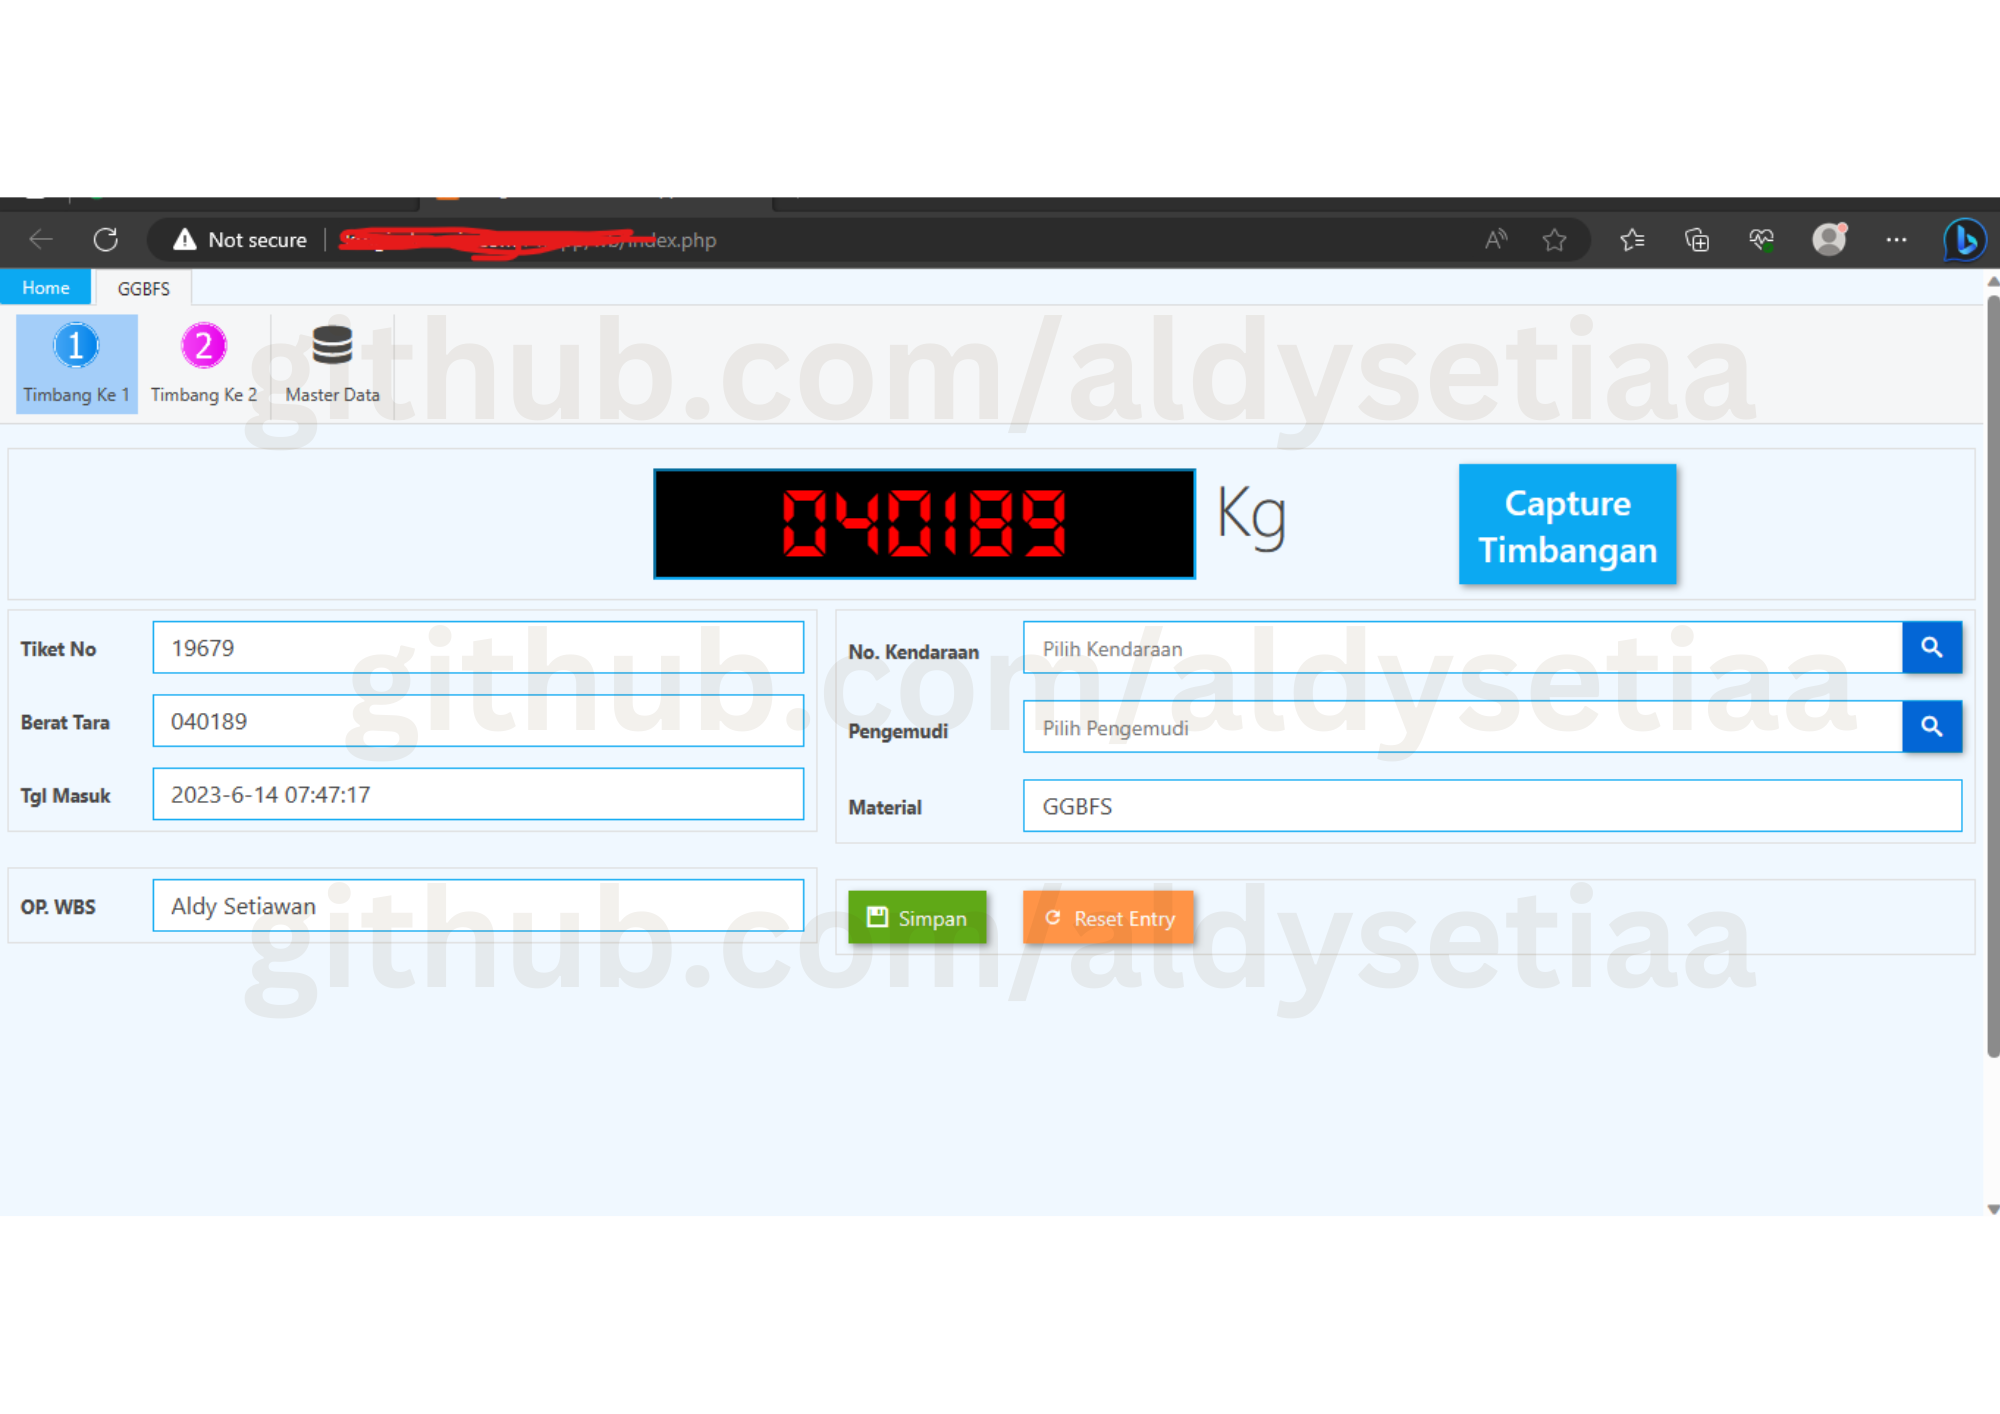 Not secure
index.php
Home GGBFS
1 2
Timbang Ke 1 Timbang Ke 2 Master Data
github.com/aldysetiaa
040189 Kg
Capture
Timbangan
Tiket No 19679
Berat Tara 040189
Tgl Masuk 2023-6-14 07:47:17
No. Kendaraan Pilih Kendaraan
Pengemudi Pilih Pengemudi
Material GGBFS
github.com/aldysetiaa
OP. WBS Aldy Setiawan
Simpan Reset Entry
github.com/aldysetiaa